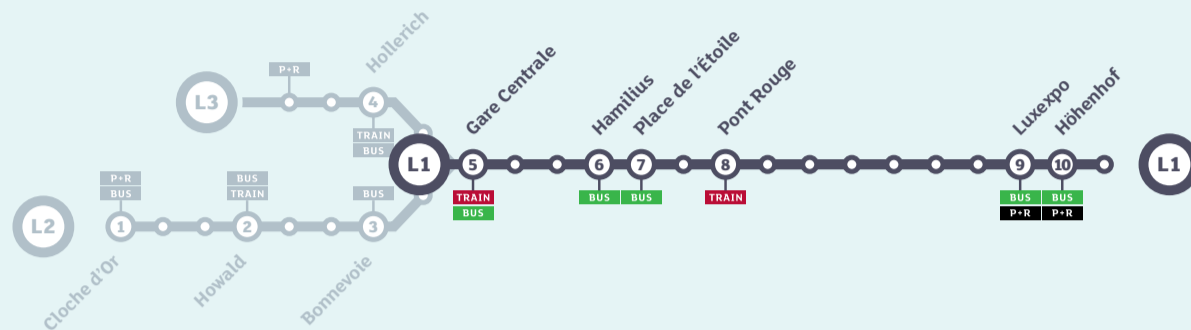 Hollerich
P+R
L3
4
TRAIN
BUS
L1
Gare Centrale
5
TRAIN
BUS
Hamilius
6
BUS
Place de l'Étoile
7
BUS
Pont Rouge
8
TRAIN
Luxexpo
9
BUS
P+R
Höhenhof
10
BUS
P+R
L1
L2
P+R
BUS
1
Cloche d'Or
BUS
TRAIN
2
Howald
BUS
3
Bonnevoie